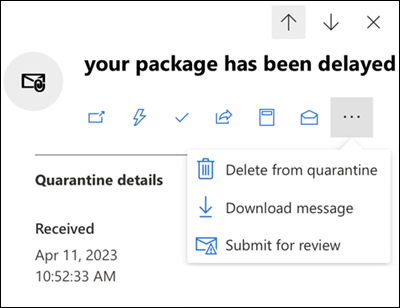 your package has been delayed
Delete from quarantine
Quarantine details
Download message
Submit for review
Received
Apr 11, 2023
10:52:33 AM